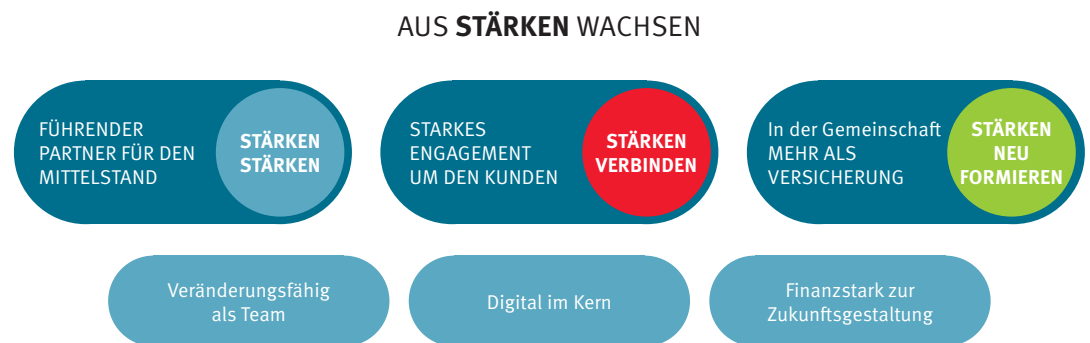 AUS STÄRKEN WACHSEN
FÜHRENDER
PARTNER FÜR DEN
MITTELSTAND
STÄRKEN
STÄRKEN
STARKES
ENGAGEMENT
UM DEN KUNDEN
STÄRKEN
VERBINDEN
In der Gemeinschaft
MEHR ALS
VERSICHERUNG
STÄRKEN
NEU
FORMIEREN
Veränderungsfähig
als Team
Digital im Kern
Finanzstark zur
Zukunftsgestaltung